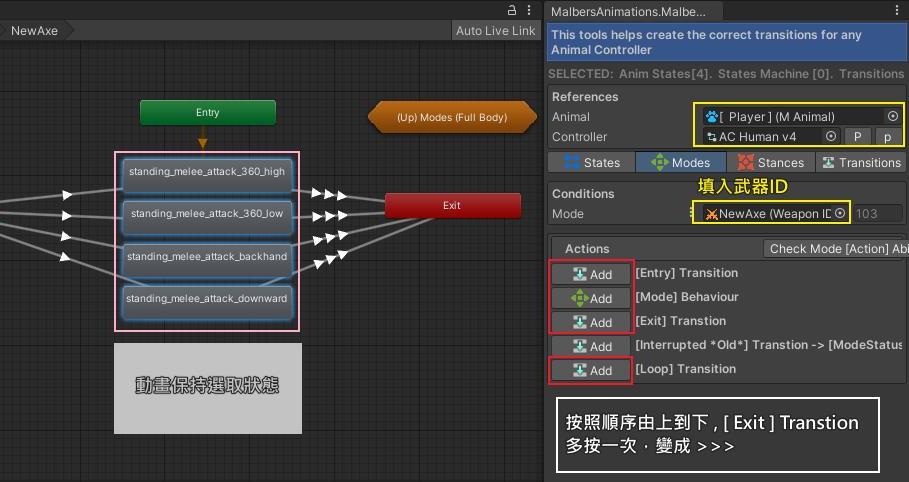 NewAxe
Auto Live Link
Entry
(Up) Modes (Full Body)
standing_melee_attack_360_high
standing_melee_attack_360_low
standing_melee_attack_backhand
standing_melee_attack_downward
Exit
動畫保持選取狀態
MalbersAnimations.Malbe...
This tools helps create the correct transitions for any
Animal Controller
SELECTED: Anim States[4]. States Machine [0]. Transitions
References
Animal
[ Player ] (M Animal)
Controller
AC Human v4
P
p
States
Modes
Stances
Transitions
填入武器ID
Conditions
Mode
NewAxe (Weapon ID
103
Actions
Check Mode [Action] Abi
Add [Entry] Transition
Add [Mode] Behaviour
Add [Exit] Transtion
Add [Interrupted *Old*] Transtion -> [ModeStatus
Add [Loop] Transition
按照順序由上到下 , [ Exit ] Transtion
多按一次﹐變成 >>>